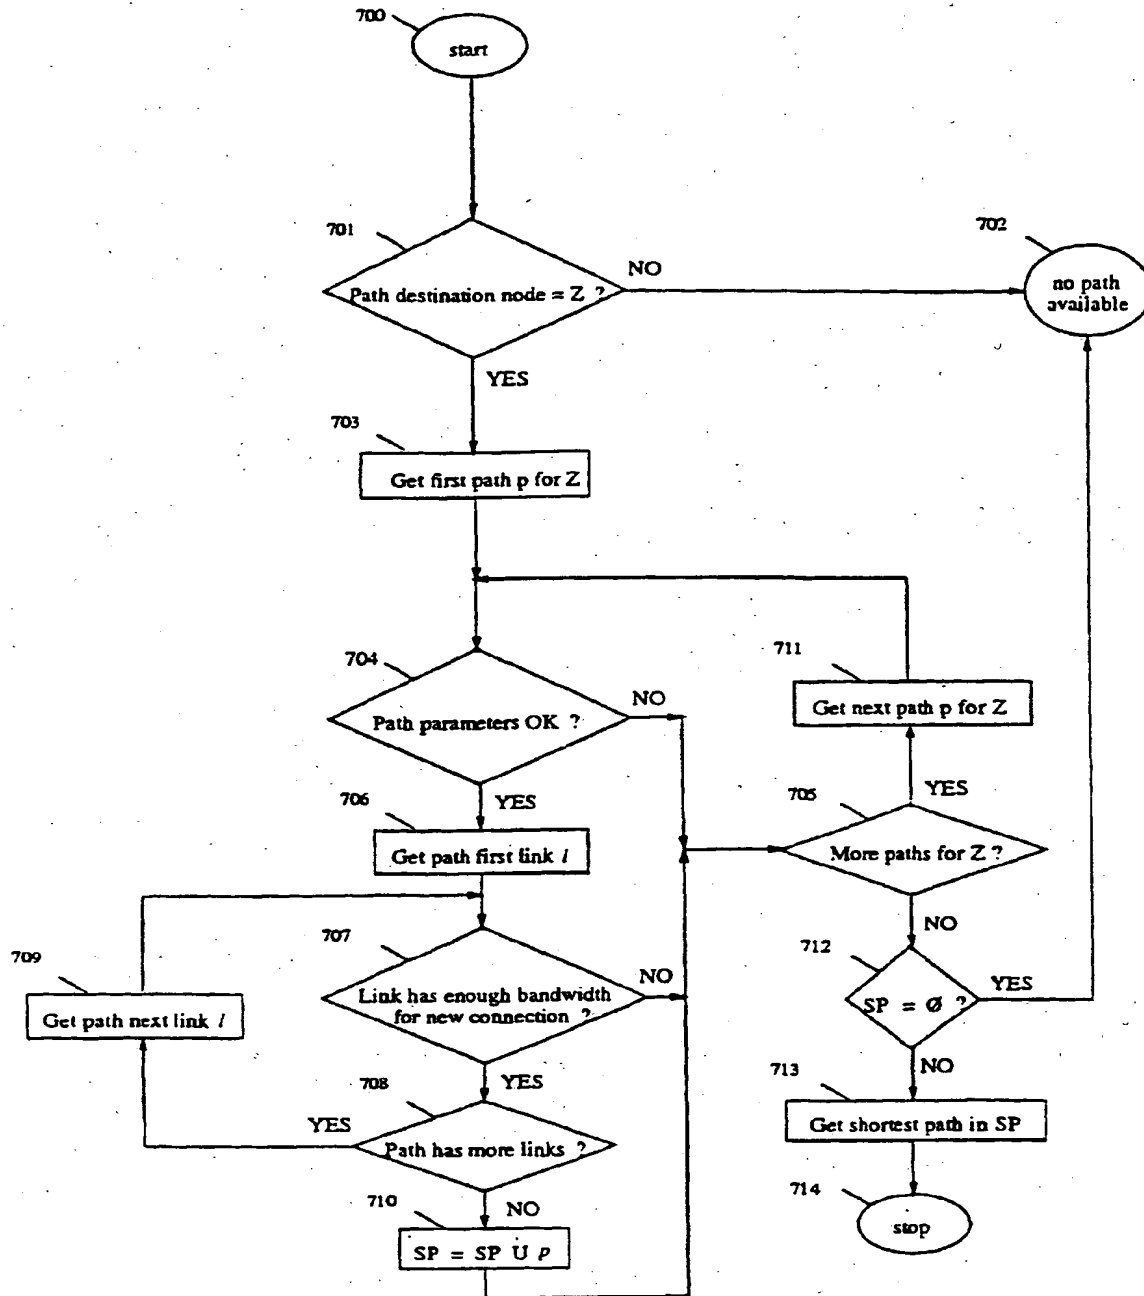 700
start
701
Path destination node = Z ?
NO
702
no path
available
YES
703
Get first path p for Z
704
Path parameters OK ?
NO
711
Get next path p for Z
YES
706
Get path first link l
705
YES
More paths for Z ?
NO
707
Link has enough bandwidth
for new connection ?
NO
709
Get path next link l
712
SP = Ø ?
YES
YES
708
Path has more links ?
YES
NO
713
Get shortest path in SP
710
NO
SP = SP U p
714
stop